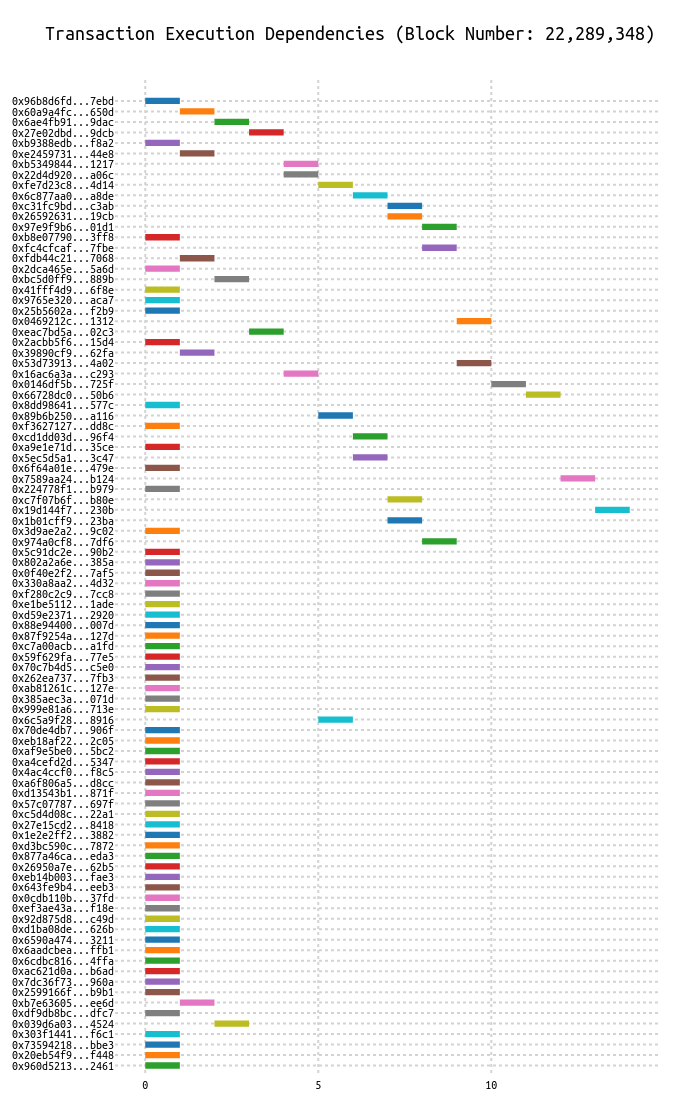 Transaction Execution Dependencies (Block Number: 22,289,348)
0x96b8d6fd...7ebd
0x60a9a4fc...650d
0x6ae4fb91...9dac
0x27e02dbd...9dcb
0xb9388edb...f8a2
0xe2459731...44e8
0xb5349844...1217
0x22d4d920...a06c
0xfe7d23c8...4d14
0x6c877aa0...a8de
0xc31fc9bd...c3ab
0x26592631...19cb
0x97e9f9b6...01d1
0xb8e07790...3ff8
0xfc4cfcaf...7fbe
0xfdb44c21...7068
0x2dca465e...5a6d
0xbc5d0ff9...889b
0x41fff4d9...6f8e
0x9765e320...aca7
0x25b5602a...f2b9
0x0469212c...1312
0xeac7bd5a...02c3
0x2acbb5f6...15d4
0x39890cf9...62fa
0x53d73913...4a02
0x16ac6a3a...c293
0x0146df5b...725f
0x66728dc0...50b6
0x8dd98641...577c
0x89b6b250...a116
0xf3627127...dd8c
0xcd1dd03d...96f4
0xa9e1e71d...35ce
0x5ec5d5a1...3c47
0x6f64a01e...479e
0x7589aa24...b124
0x224778f1...b979
0xc7f07b6f...b80e
0x19d144f7...230b
0x1b01cff9...23ba
0x3d9ae2a2...9c02
0x974a0cf8...7df6
0x5c91dc2e...90b2
0x802a2a6e...385a
0x0f40e2f2...7af5
0x330a8aa2...4d32
0xf280c2c9...7cc8
0xe1be5112...1ade
0xd59e2371...2920
0x88e94400...007d
0x87f9254a...127d
0xc7a00acb...a1fd
0x59f629fa...77e5
0x70c7b4d5...c5e0
0x262ea737...7fb3
0xab81261c...127e
0x385aec3a...071d
0x999e81a6...713e
0x6c5a9f28...8916
0x70de4db7...906f
0xeb18af22...2c05
0xaf9e5be0...5bc2
0xa4cefd2d...5347
0x4ac4ccf0...f8c5
0xa6f806a5...d8cc
0xd13543b1...871f
0x57c07787...697f
0xc5d4d08c...22a1
0x27e15cd2...8418
0x1e2e2ff2...3882
0xd3bc590c...7872
0x877a46ca...eda3
0x26950a7e...62b5
0xeb14b003...fae3
0x643fe9b4...eeb3
0x0cdb110b...37fd
0xef3ae43a...f18e
0x92d875d8...c49d
0xd1ba08de...626b
0x6590a474...3211
0x6aadcbea...ffb1
0x6cdbc816...4ffa
0xac621d0a...b6ad
0x7dc36f73...960a
0x2599166f...b9b1
0xb7e63605...ee6d
0xdf9db8bc...dfc7
0x039d6a03...4524
0x303f1441...f6c1
0x73594218...bbe3
0x20eb54f9...f448
0x960d5213...2461
0 5 10